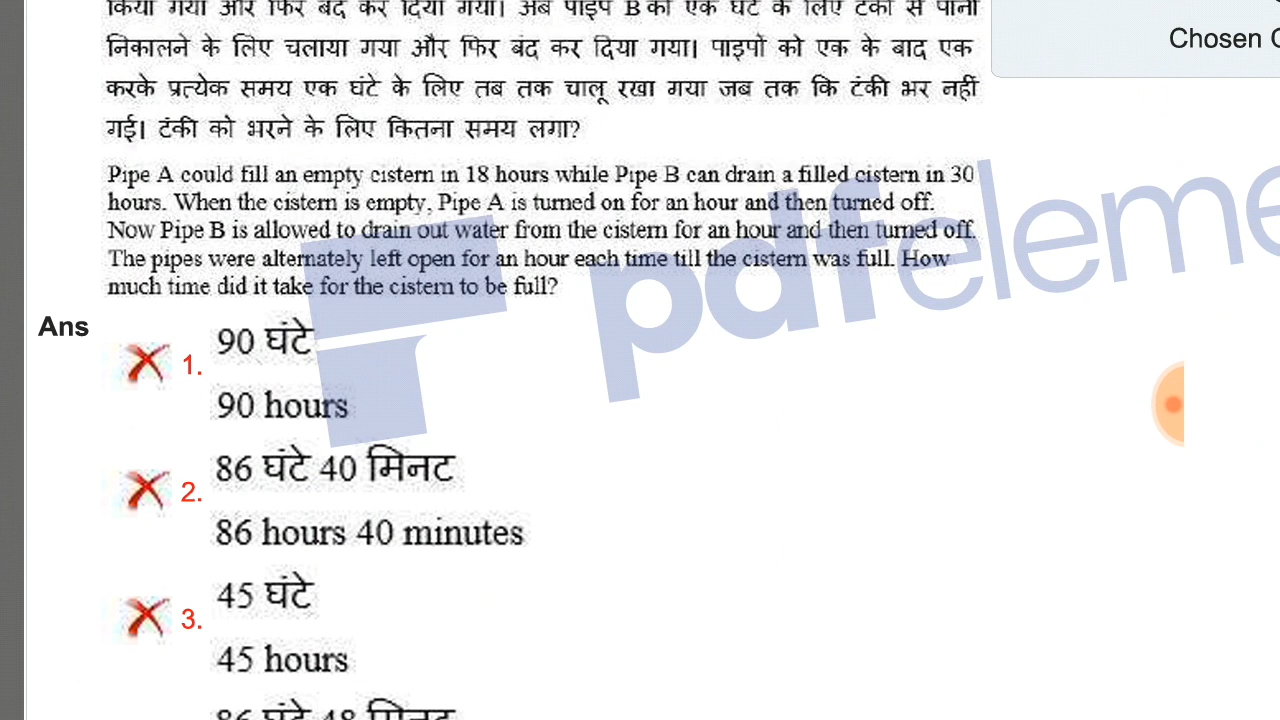 किया गया और फिर बंद कर दिया गया। अब पाइप B को एक घंटे के लिए टंकी से पानी
निकालने के लिए चलाया गया और फिर बंद कर दिया गया। पाइपों को एक के बाद एक
करके प्रत्येक समय एक घंटे के लिए तब तक चालू रखा गया जब तक कि टंकी भर नहीं
गई। टंकी को भरने के लिए कितना समय लगा?
Chosen
Pipe A could fill an empty cistern in 18 hours while Pipe B can drain a filled cistern in 30
hours. When the cistern is empty, Pipe A is turned on for an hour and then turned off.
Now Pipe B is allowed to drain out water from the cistern for an hour and then turned off.
The pipes were alternately left open for an hour each time till the cistern was full. How
much time did it take for the cistern to be full?
pdfeleme
Ans
1. 90 घंटे
90 hours
2. 86 घंटे 40 मिनट
86 hours 40 minutes
3. 45 घंटे
45 hours
86 घंटे 48 मिनट